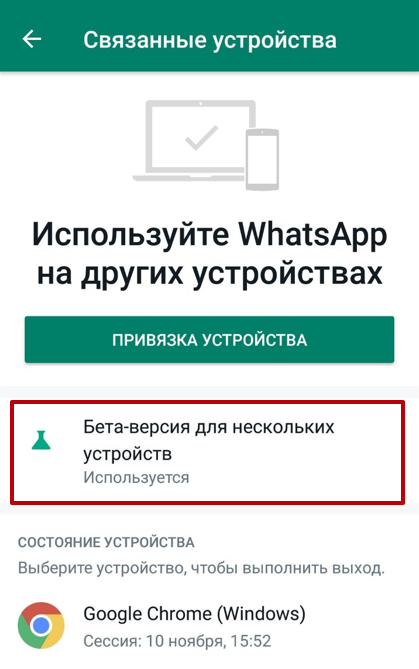 Связанные устройства
Используйте WhatsApp
на других устройствах
ПРИВЯЗКА УСТРОЙСТВА
Бета-версия для нескольких
устройств
Используется
СОСТОЯНИЕ УСТРОЙСТВА
Выберите устройство, чтобы выполнить выход.
Google Chrome (Windows)
Сессия: 10 ноября, 15:52